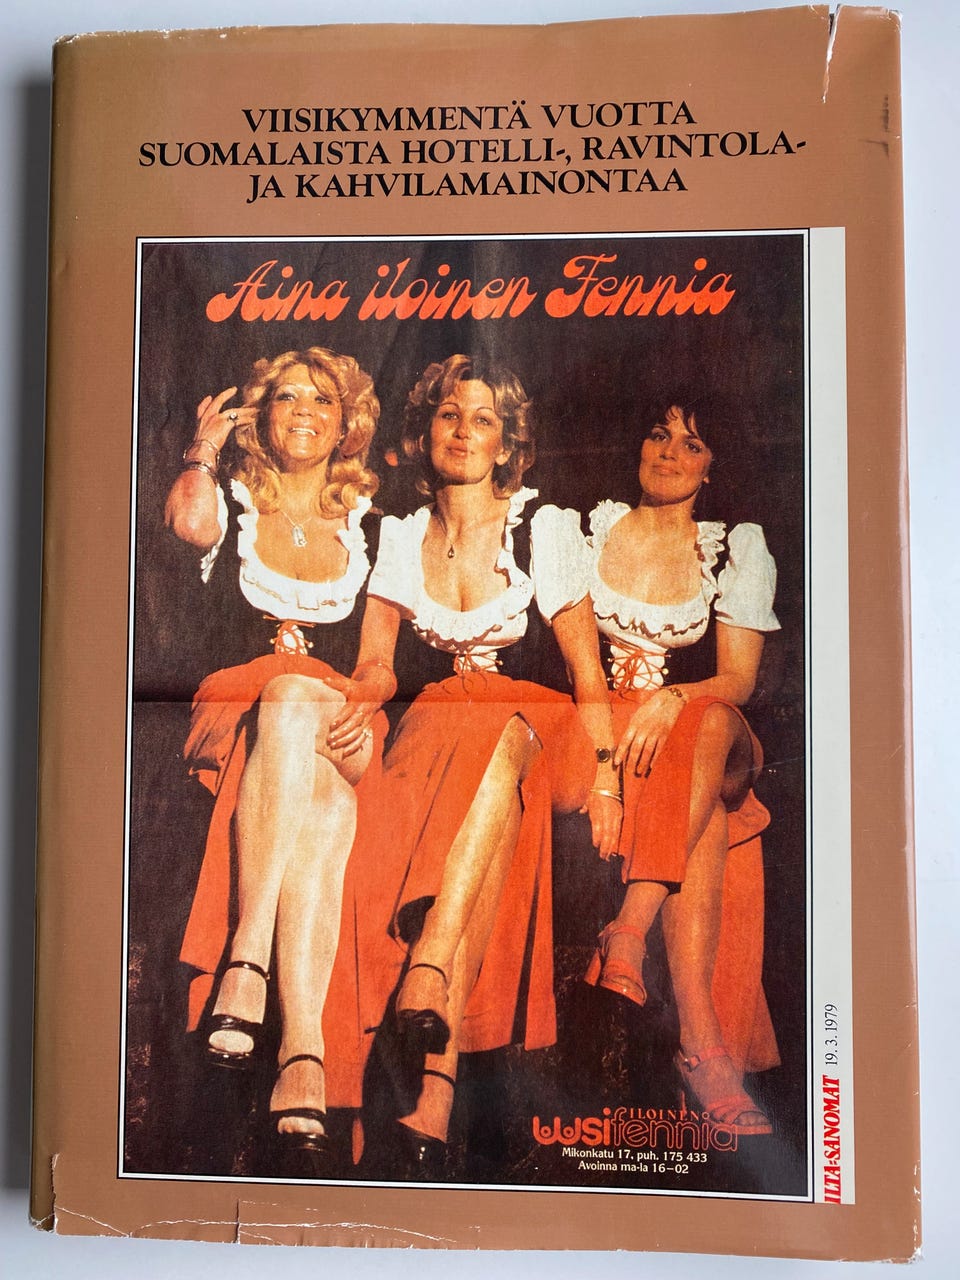 VIISIKYMMENTÄ VUOTTA
SUOMALAISTA HOTELLI-, RAVINTOLA-
JA KAHVILAMAINONTAA
Aina iloinen Fennia
ILOINEN
uusifennia
Mikonkatu 17, puh. 175 433
Avoinna ma-la 16–02
ILTA-SANOMAT 19.3.1979